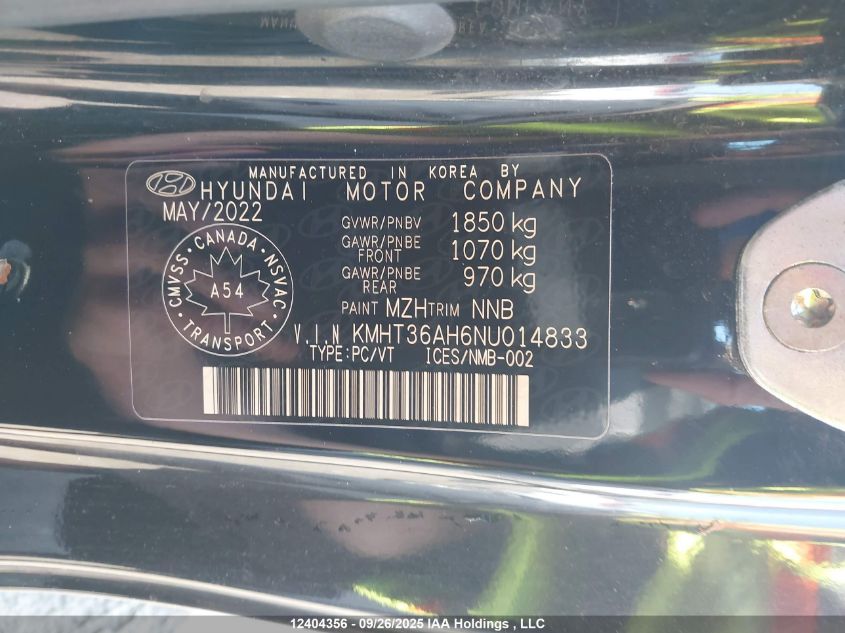 MANUFACTURED IN KOREA BY
HYUNDAI MOTOR COMPANY
MAY/2022
GVWR/PNBV 1850 kg
GAWR/PNBE FRONT 1070 kg
GAWR/PNBE REAR 970 kg
CMVSS · CANADA · NSVAC · TRANSPORT ·
A54
PAINT MZH TRIM NNB
V.I.N KMHT36AH6NU014833
TYPE:PC/VT ICES/NMB-002
12404356 - 09/26/2025 IAA Holdings , LLC